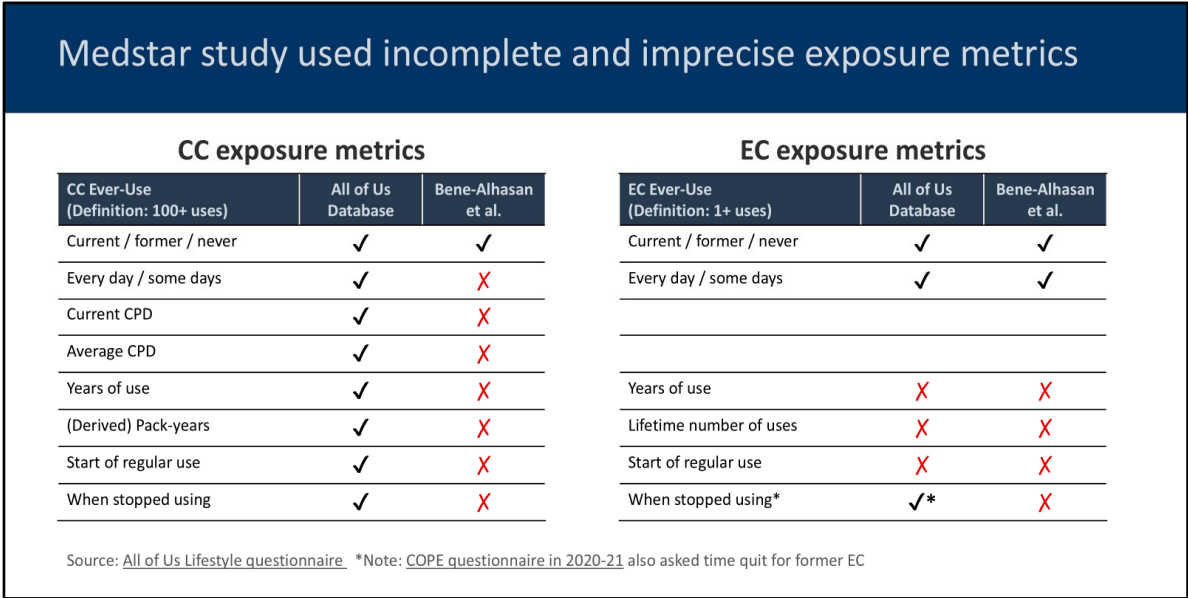 Medstar study used incomplete and imprecise exposure metrics
CC exposure metrics
CC Ever-Use
(Definition: 100+ uses)
All of Us
Database
Bene-Alhasan
et al.
Current / former / never ✓ ✓
Every day / some days ✓ ✗
Current CPD ✓ ✗
Average CPD ✓ ✗
Years of use ✓ ✗
(Derived) Pack-years ✓ ✗
Start of regular use ✓ ✗
When stopped using ✓ ✗
EC exposure metrics
EC Ever-Use
(Definition: 1+ uses)
All of Us
Database
Bene-Alhasan
et al.
Current / former / never ✓ ✓
Every day / some days ✓ ✓
Years of use ✗ ✗
Lifetime number of uses ✗ ✗
Start of regular use ✗ ✗
When stopped using* ✓* ✗
Source: All of Us Lifestyle questionnaire *Note: COPE questionnaire in 2020-21 also asked time quit for former EC